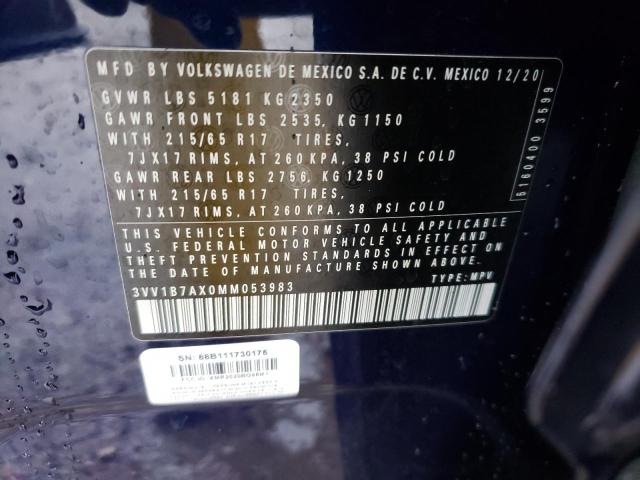 MFD BY VOLKSWAGEN DE MEXICO S.A. DE C.V. MEXICO 12/20
GVWR LBS 5181 KG 2350
GAWR FRONT LBS 2535, KG 1150
WITH 215/65 R17 TIRES,
7JX17 RIMS, AT 260 KPA, 38 PSI COLD
GAWR REAR LBS 2756, KG 1250
WITH 215/65 R17 TIRES,
7JX17 RIMS, AT 260 KPA, 38 PSI COLD
THIS VEHICLE CONFORMS TO ALL APPLICABLE
U.S. FEDERAL MOTOR VEHICLE SAFETY AND
THEFT PREVENTION STANDARDS IN EFFECT ON
THE DATE OF MANUFACTURE SHOWN ABOVE.
3VV1B7AX0MM053983 TYPE: MPV
5160400 3599
SN: 68B111730175
FCC ID: